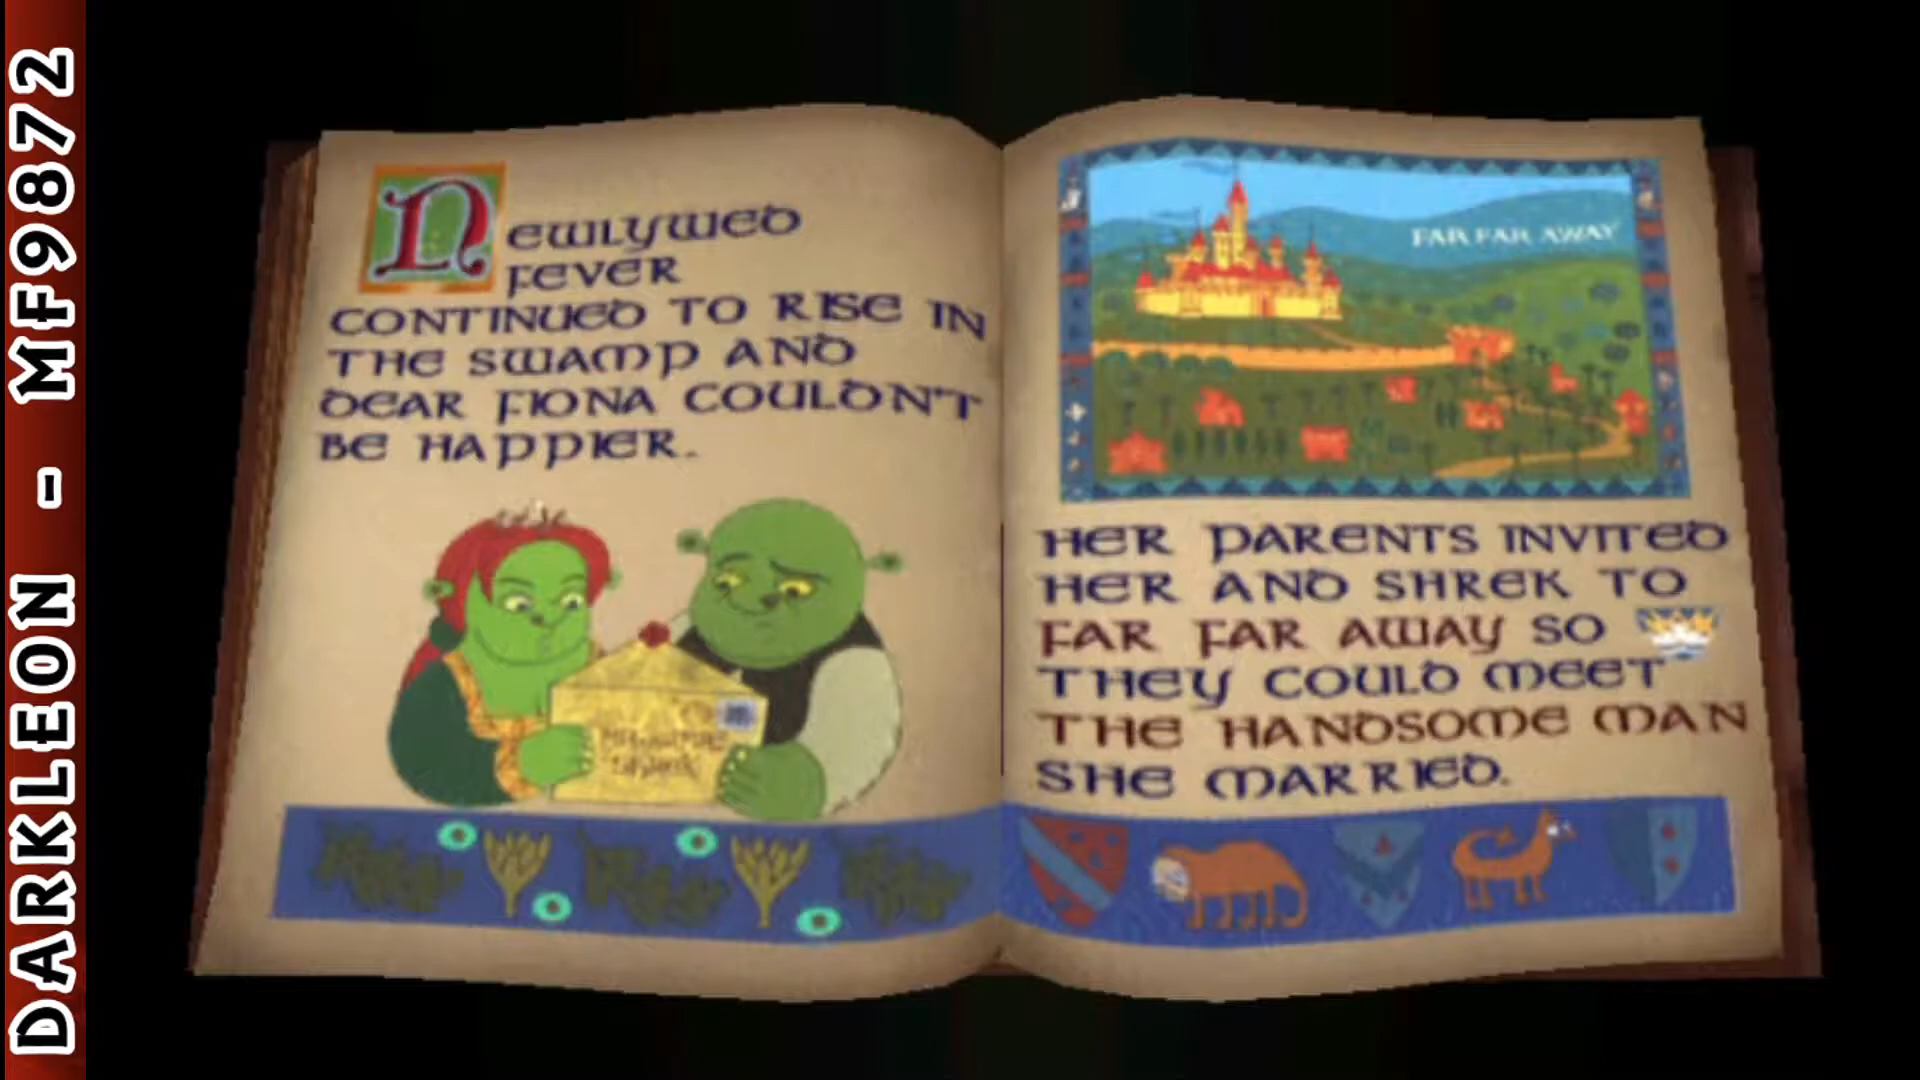 DARKLEON - MF9872
NEWLYWED
FEVER
CONTINUED TO RISE IN
THE SWAMP AND
DEAR FIONA COULDN'T
BE HAPPIER.
FAR FAR AWAY
HER PARENTS INVITED
HER AND SHREK TO
FAR FAR AWAY SO
THEY COULD MEET
THE HANDSOME MAN
SHE MARRIED.